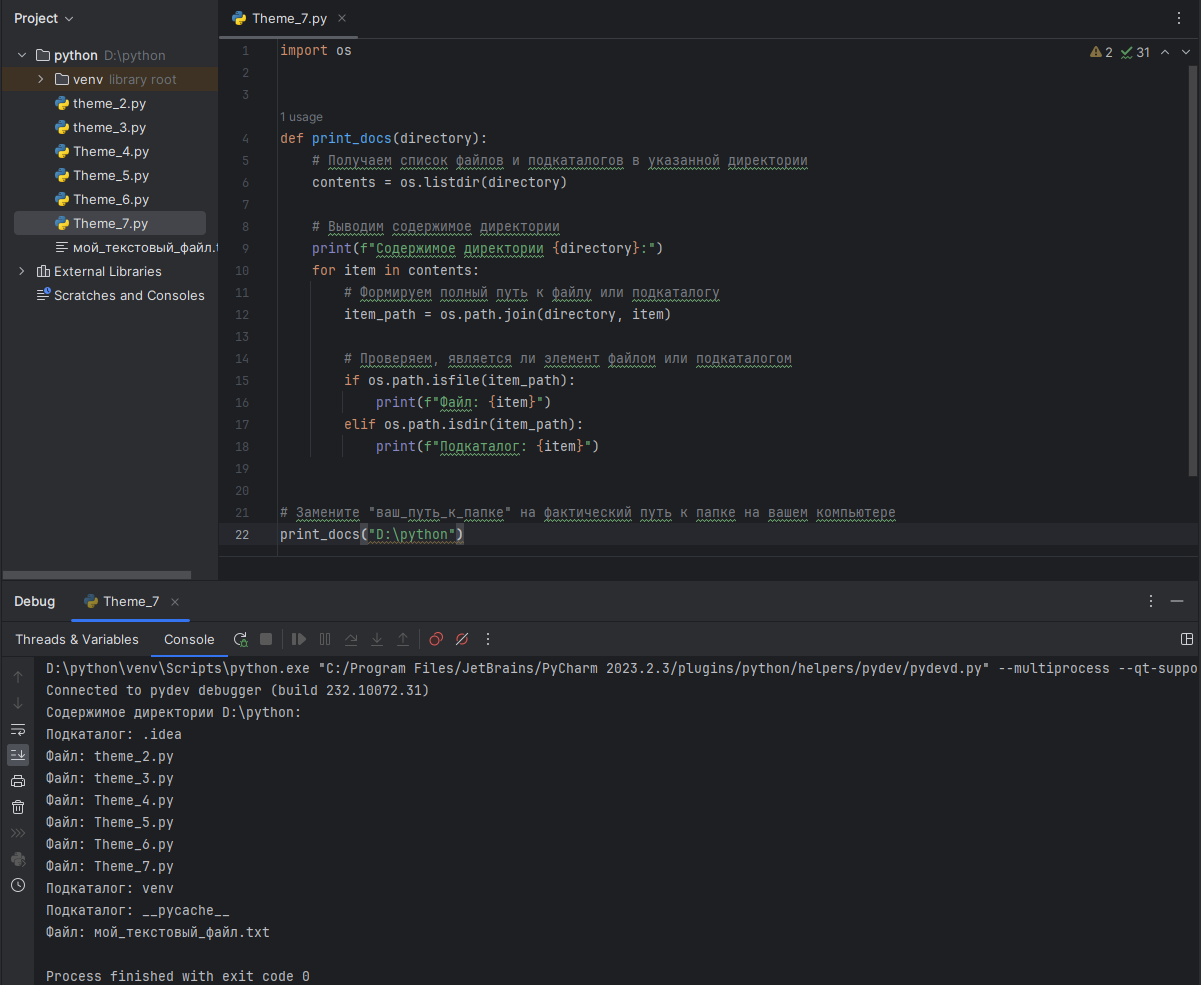 Project
Theme_7.py
python D:\python
venv library root
theme_2.py
theme_3.py
Theme_4.py
Theme_5.py
Theme_6.py
Theme_7.py
мой_текстовый_файл.
External Libraries
Scratches and Consoles
2 31
1 import os
2
3
1 usage
4 def print_docs(directory):
5 # Получаем список файлов и подкаталогов в указанной директории
6 contents = os.listdir(directory)
7
8 # Выводим содержимое директории
9 print(f"Содержимое директории {directory}:")
10 for item in contents:
11 # Формируем полный путь к файлу или подкаталогу
12 item_path = os.path.join(directory, item)
13
14 # Проверяем, является ли элемент файлом или подкаталогом
15 if os.path.isfile(item_path):
16 print(f"Файл: {item}")
17 elif os.path.isdir(item_path):
18 print(f"Подкаталог: {item}")
19
20
21 # Замените "ваш_путь_к_папке" на фактический путь к папке на вашем компьютере
22 print_docs("D:\python")
Debug Theme_7
Threads & Variables Console
D:\python\venv\Scripts\python.exe "C:/Program Files/JetBrains/PyCharm 2023.2.3/plugins/python/helpers/pydev/pydevd.py" --multiprocess --qt-suppo
Connected to pydev debugger (build 232.10072.31)
Содержимое директории D:\python:
Подкаталог: .idea
Файл: theme_2.py
Файл: theme_3.py
Файл: Theme_4.py
Файл: Theme_5.py
Файл: Theme_6.py
Файл: Theme_7.py
Подкаталог: venv
Подкаталог: __pycache__
Файл: мой_текстовый_файл.txt
Process finished with exit code 0